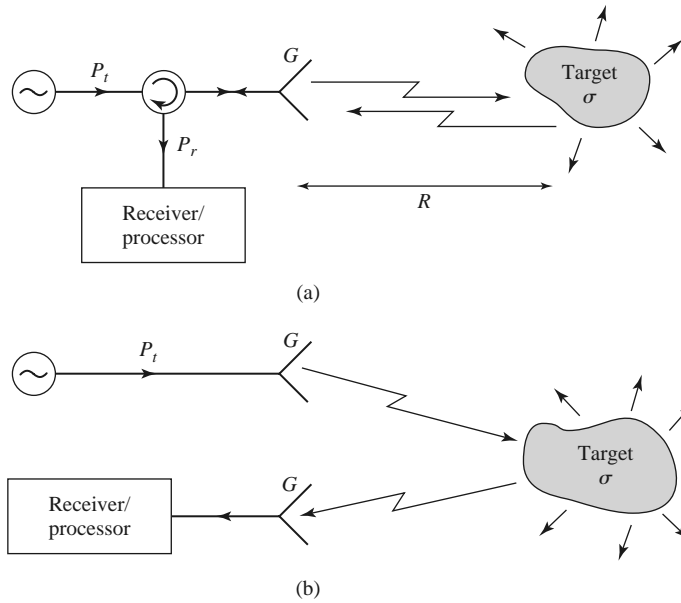 G
P_t
Target
σ
P_r
R
Receiver/
processor
(a)
G
P_t
Target
σ
G
Receiver/
processor
(b)